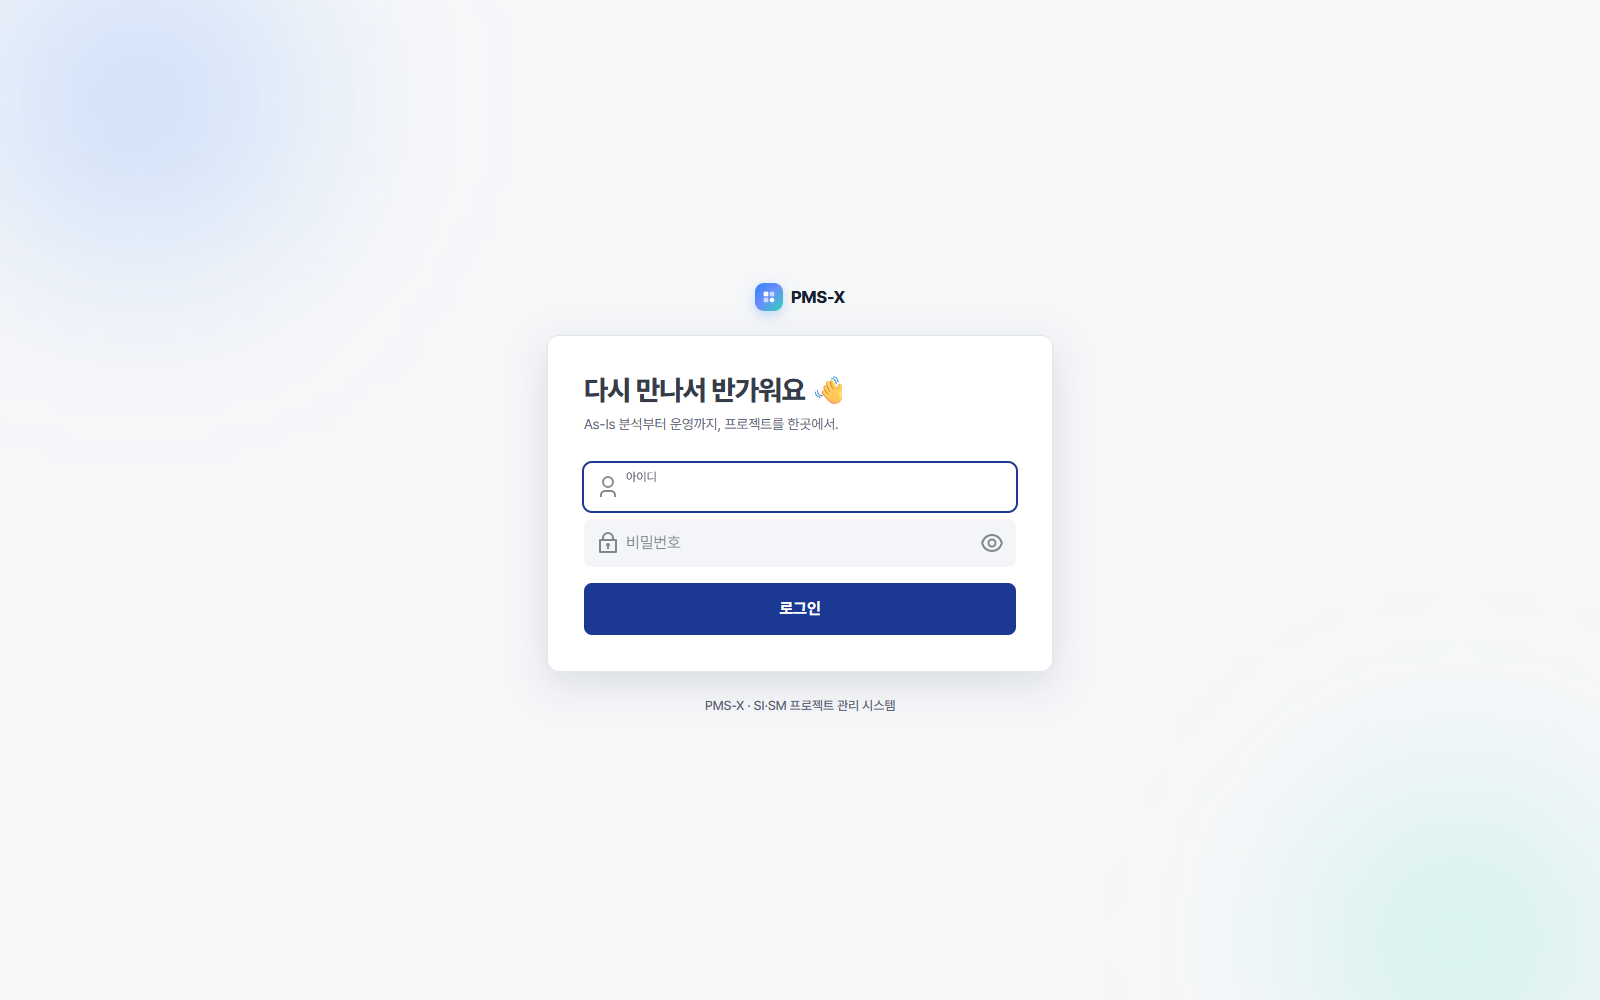 PMS-X
다시 만나서 반가워요 👋
As-Is 분석부터 운영까지, 프로젝트를 한곳에서.
아이디
비밀번호
로그인
PMS-X · SI·SM 프로젝트 관리 시스템